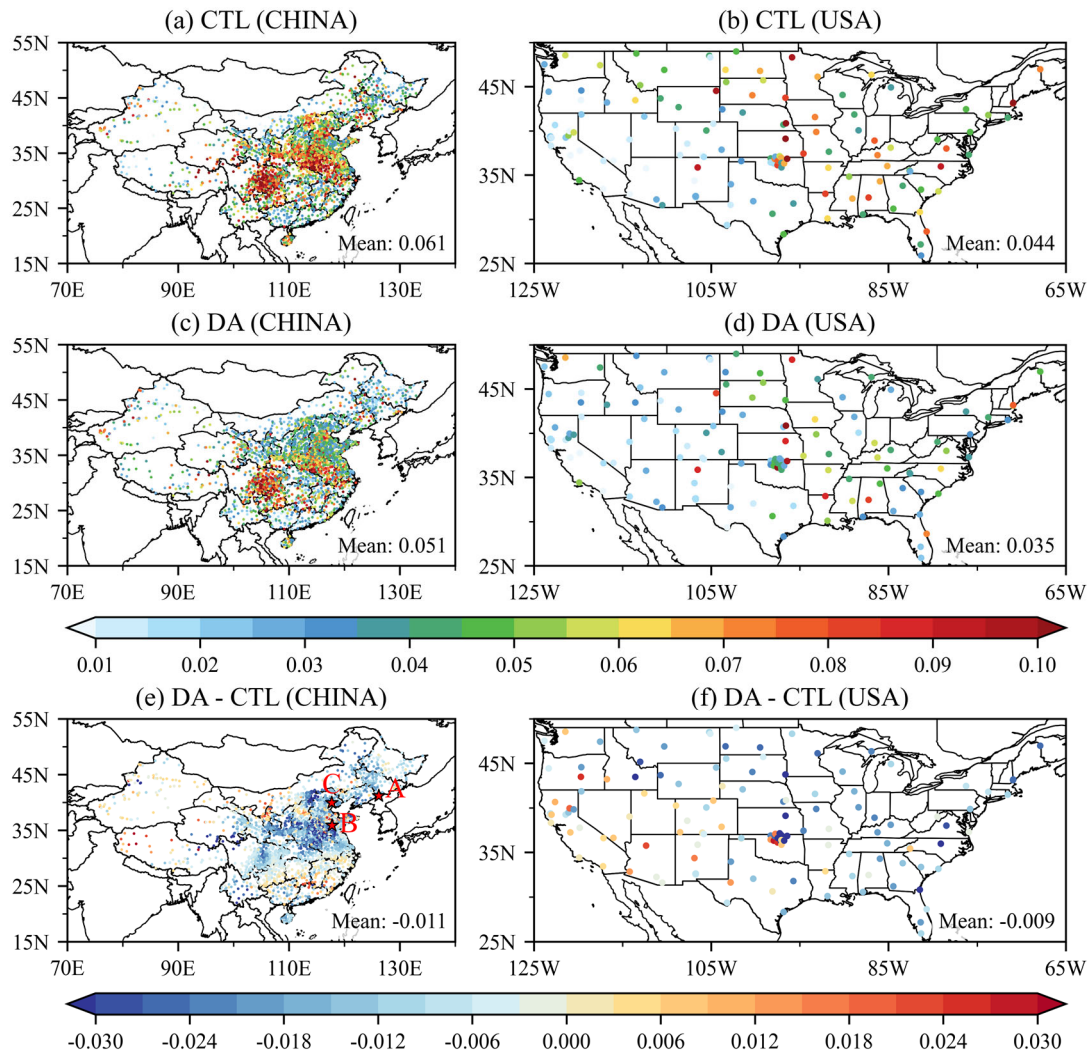 (a) CTL (CHINA)
(b) CTL (USA)
55N
45N
35N
25N
15N
Mean: 0.061
70E 90E 110E 130E
45N
35N
25N
Mean: 0.044
125W 105W 85W 65W
(c) DA (CHINA)
(d) DA (USA)
55N
45N
35N
25N
15N
Mean: 0.051
70E 90E 110E 130E
45N
35N
25N
Mean: 0.035
125W 105W 85W 65W
0.01 0.02 0.03 0.04 0.05 0.06 0.07 0.08 0.09 0.10
(e) DA - CTL (CHINA)
(f) DA - CTL (USA)
55N
45N
35N
25N
15N
C
A
B
Mean: -0.011
70E 90E 110E 130E
45N
35N
25N
Mean: -0.009
125W 105W 85W 65W
-0.030 -0.024 -0.018 -0.012 -0.006 0.000 0.006 0.012 0.018 0.024 0.030